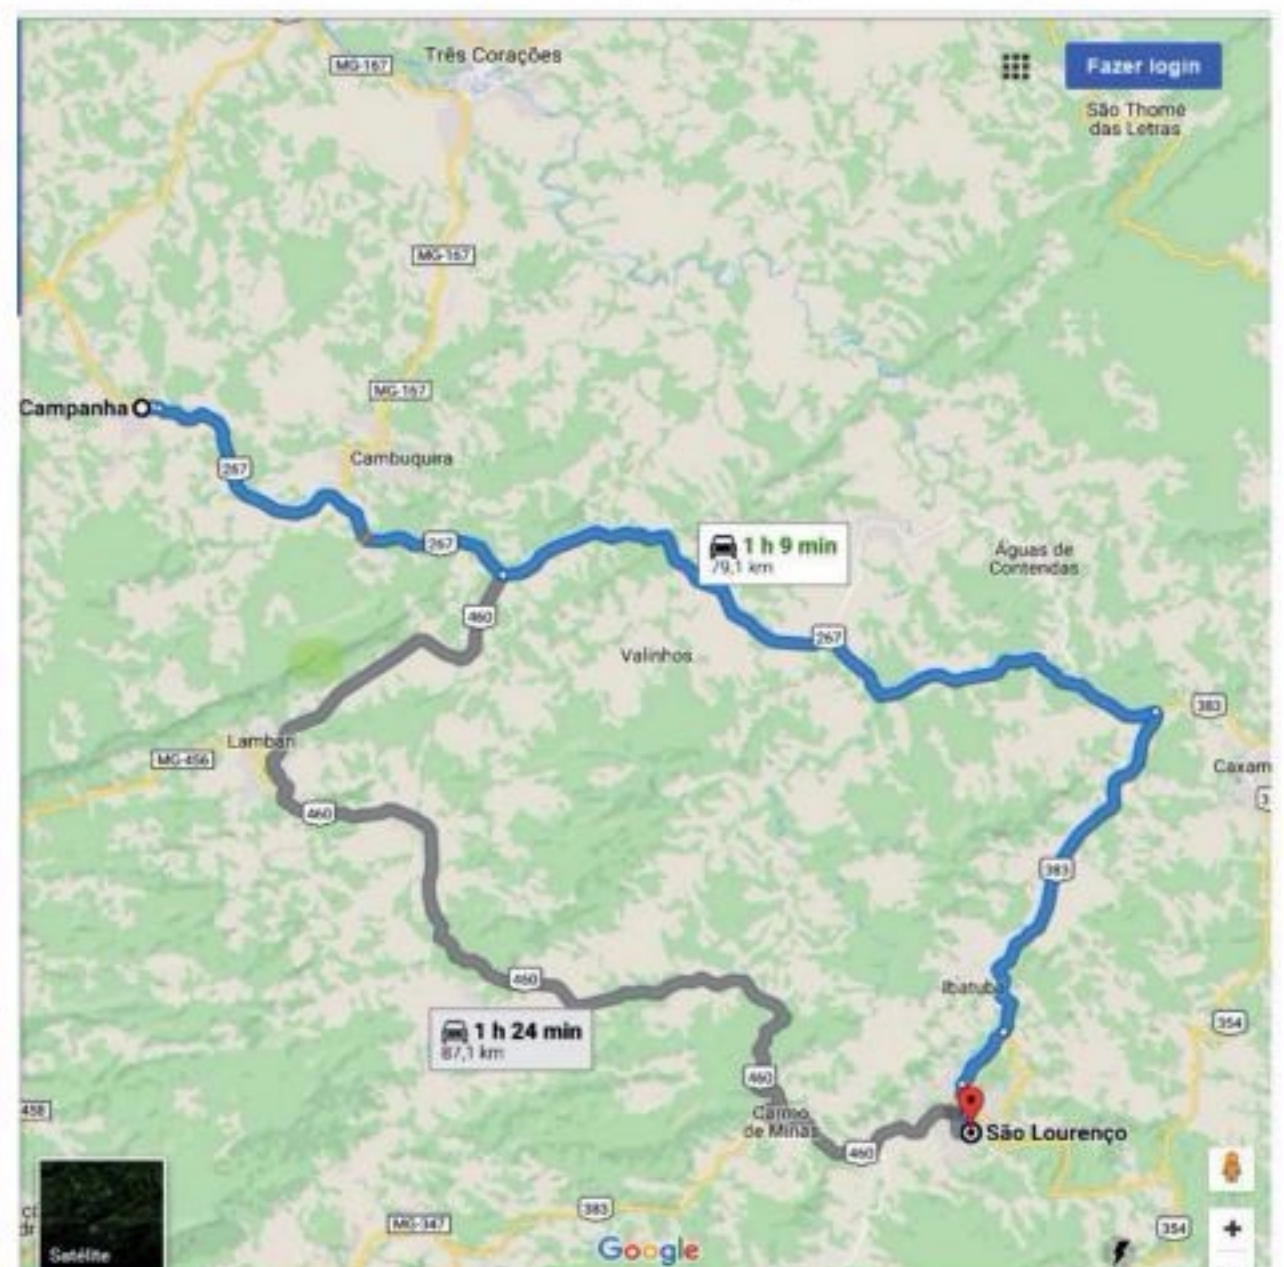 Três Corações
MG-167
Fazer login
São Thomé
das Letras
MG-167
MG-167
Campanha
Cambuquira
267
267
1 h 9 min
79,1 km
Águas de
Contendas
460
267
Valinhos
383
Lambari
MG-456
Caxam
3
460
383
460
Ibatuba
1 h 24 min
87,1 km
354
460
458
Carmo
de Minas
São Lourenço
460
383
MG-347
354
Satélite
Google